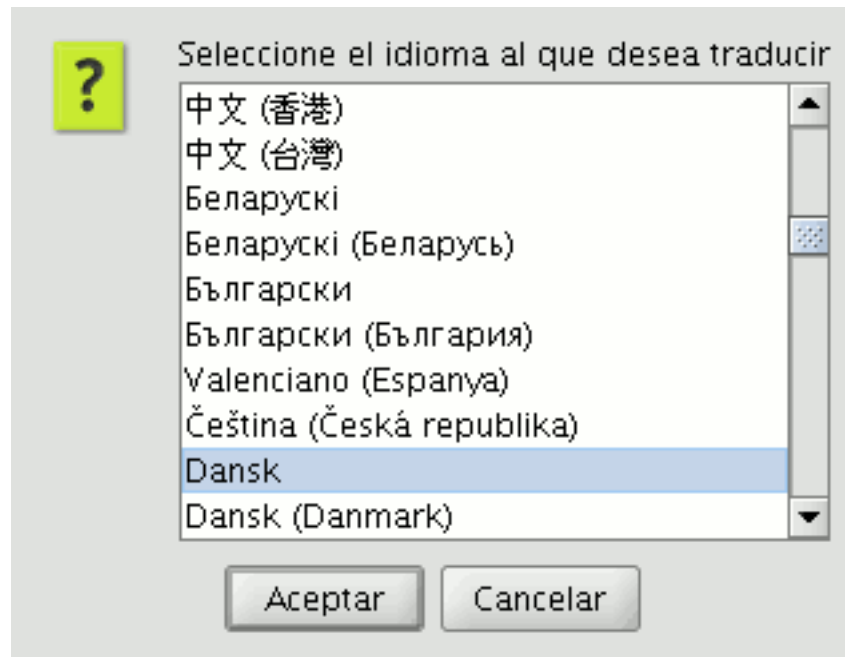 ?
Seleccione el idioma al que desea traducir
中文 (香港)
中文 (台灣)
Беларускі
Беларускі (Беларусь)
Български
Български (България)
Valenciano (Espanya)
Čeština (Česká republika)
Dansk
Dansk (Danmark)
Aceptar Cancelar